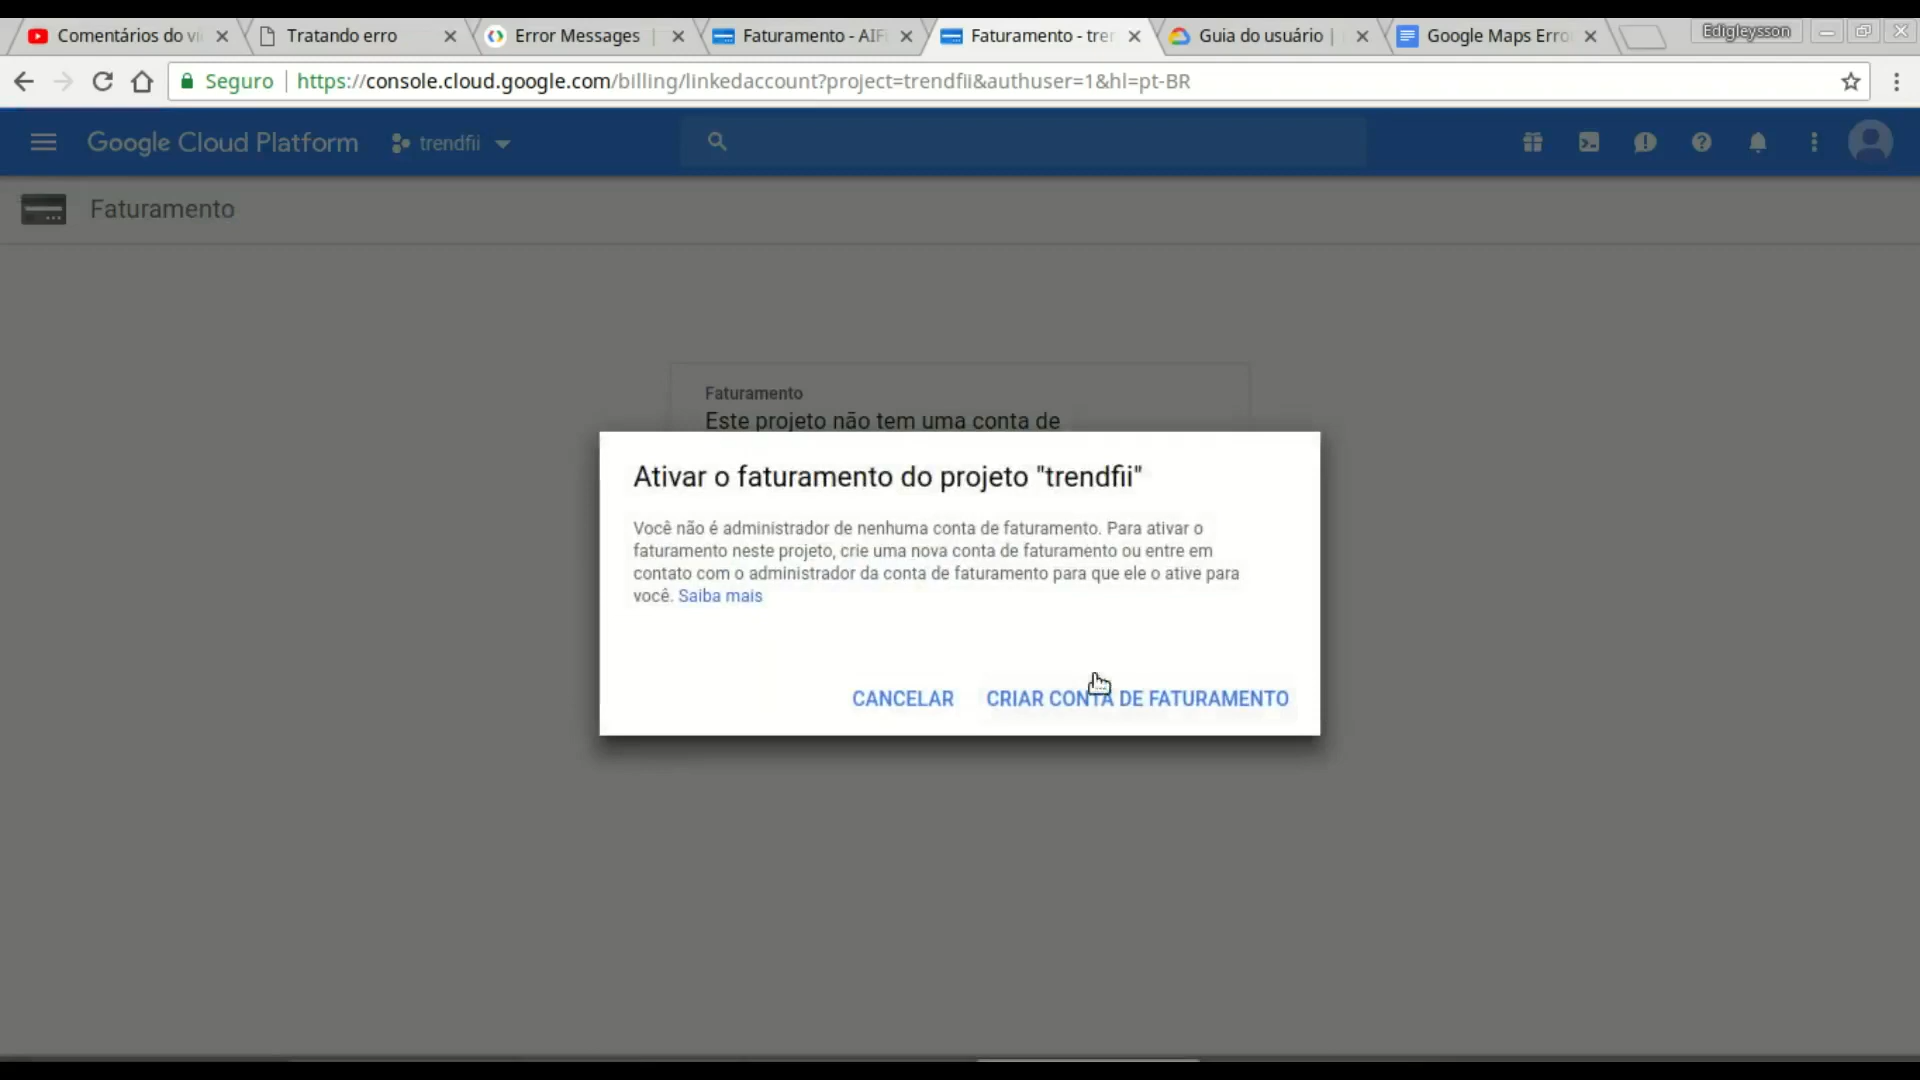 Comentários do ví
Tratando erro
Error Messages
Faturamento - AIF
Faturamento - tren
Guia do usuário |
Google Maps Erro
Edigleysson
Seguro
https://console.cloud.google.com/billing/linkedaccount?project=trendfii&authuser=1&hl=pt-BR
Google Cloud Platform
trendfii
Faturamento
Faturamento
Este projeto não tem uma conta de
Ativar o faturamento do projeto "trendfii"
Você não é administrador de nenhuma conta de faturamento. Para ativar o
faturamento neste projeto, crie uma nova conta de faturamento ou entre em
contato com o administrador da conta de faturamento para que ele o ative para
você. Saiba mais
CANCELAR
CRIAR CONTA DE FATURAMENTO